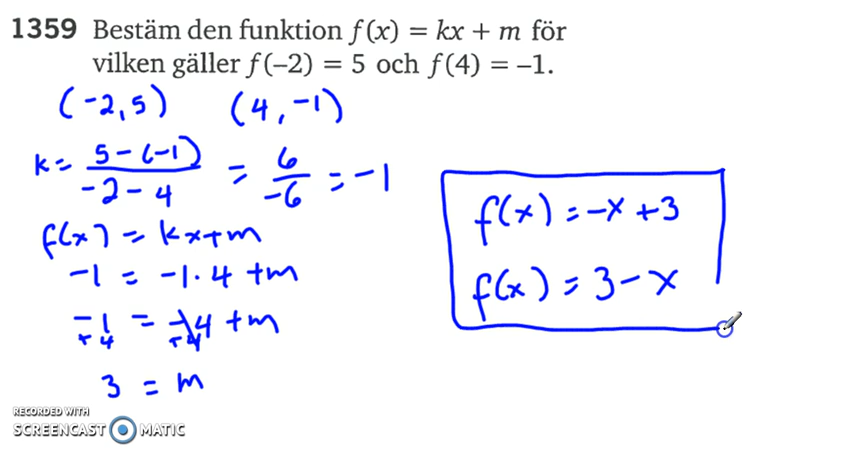 1359 Bestäm den funktion f(x) = kx + m för
vilken gäller f(–2) = 5 och f(4) = –1.
(-2,5) (4,-1)
k = 5-(-1) / -2-4 = 6/-6 = -1
f(x) = kx+m
-1 = -1·4 +m
-1 = -4 +m
+4 +4
3 = m
f(x) = -x +3
f(x) = 3-x
RECORDED WITH
SCREENCAST MATIC